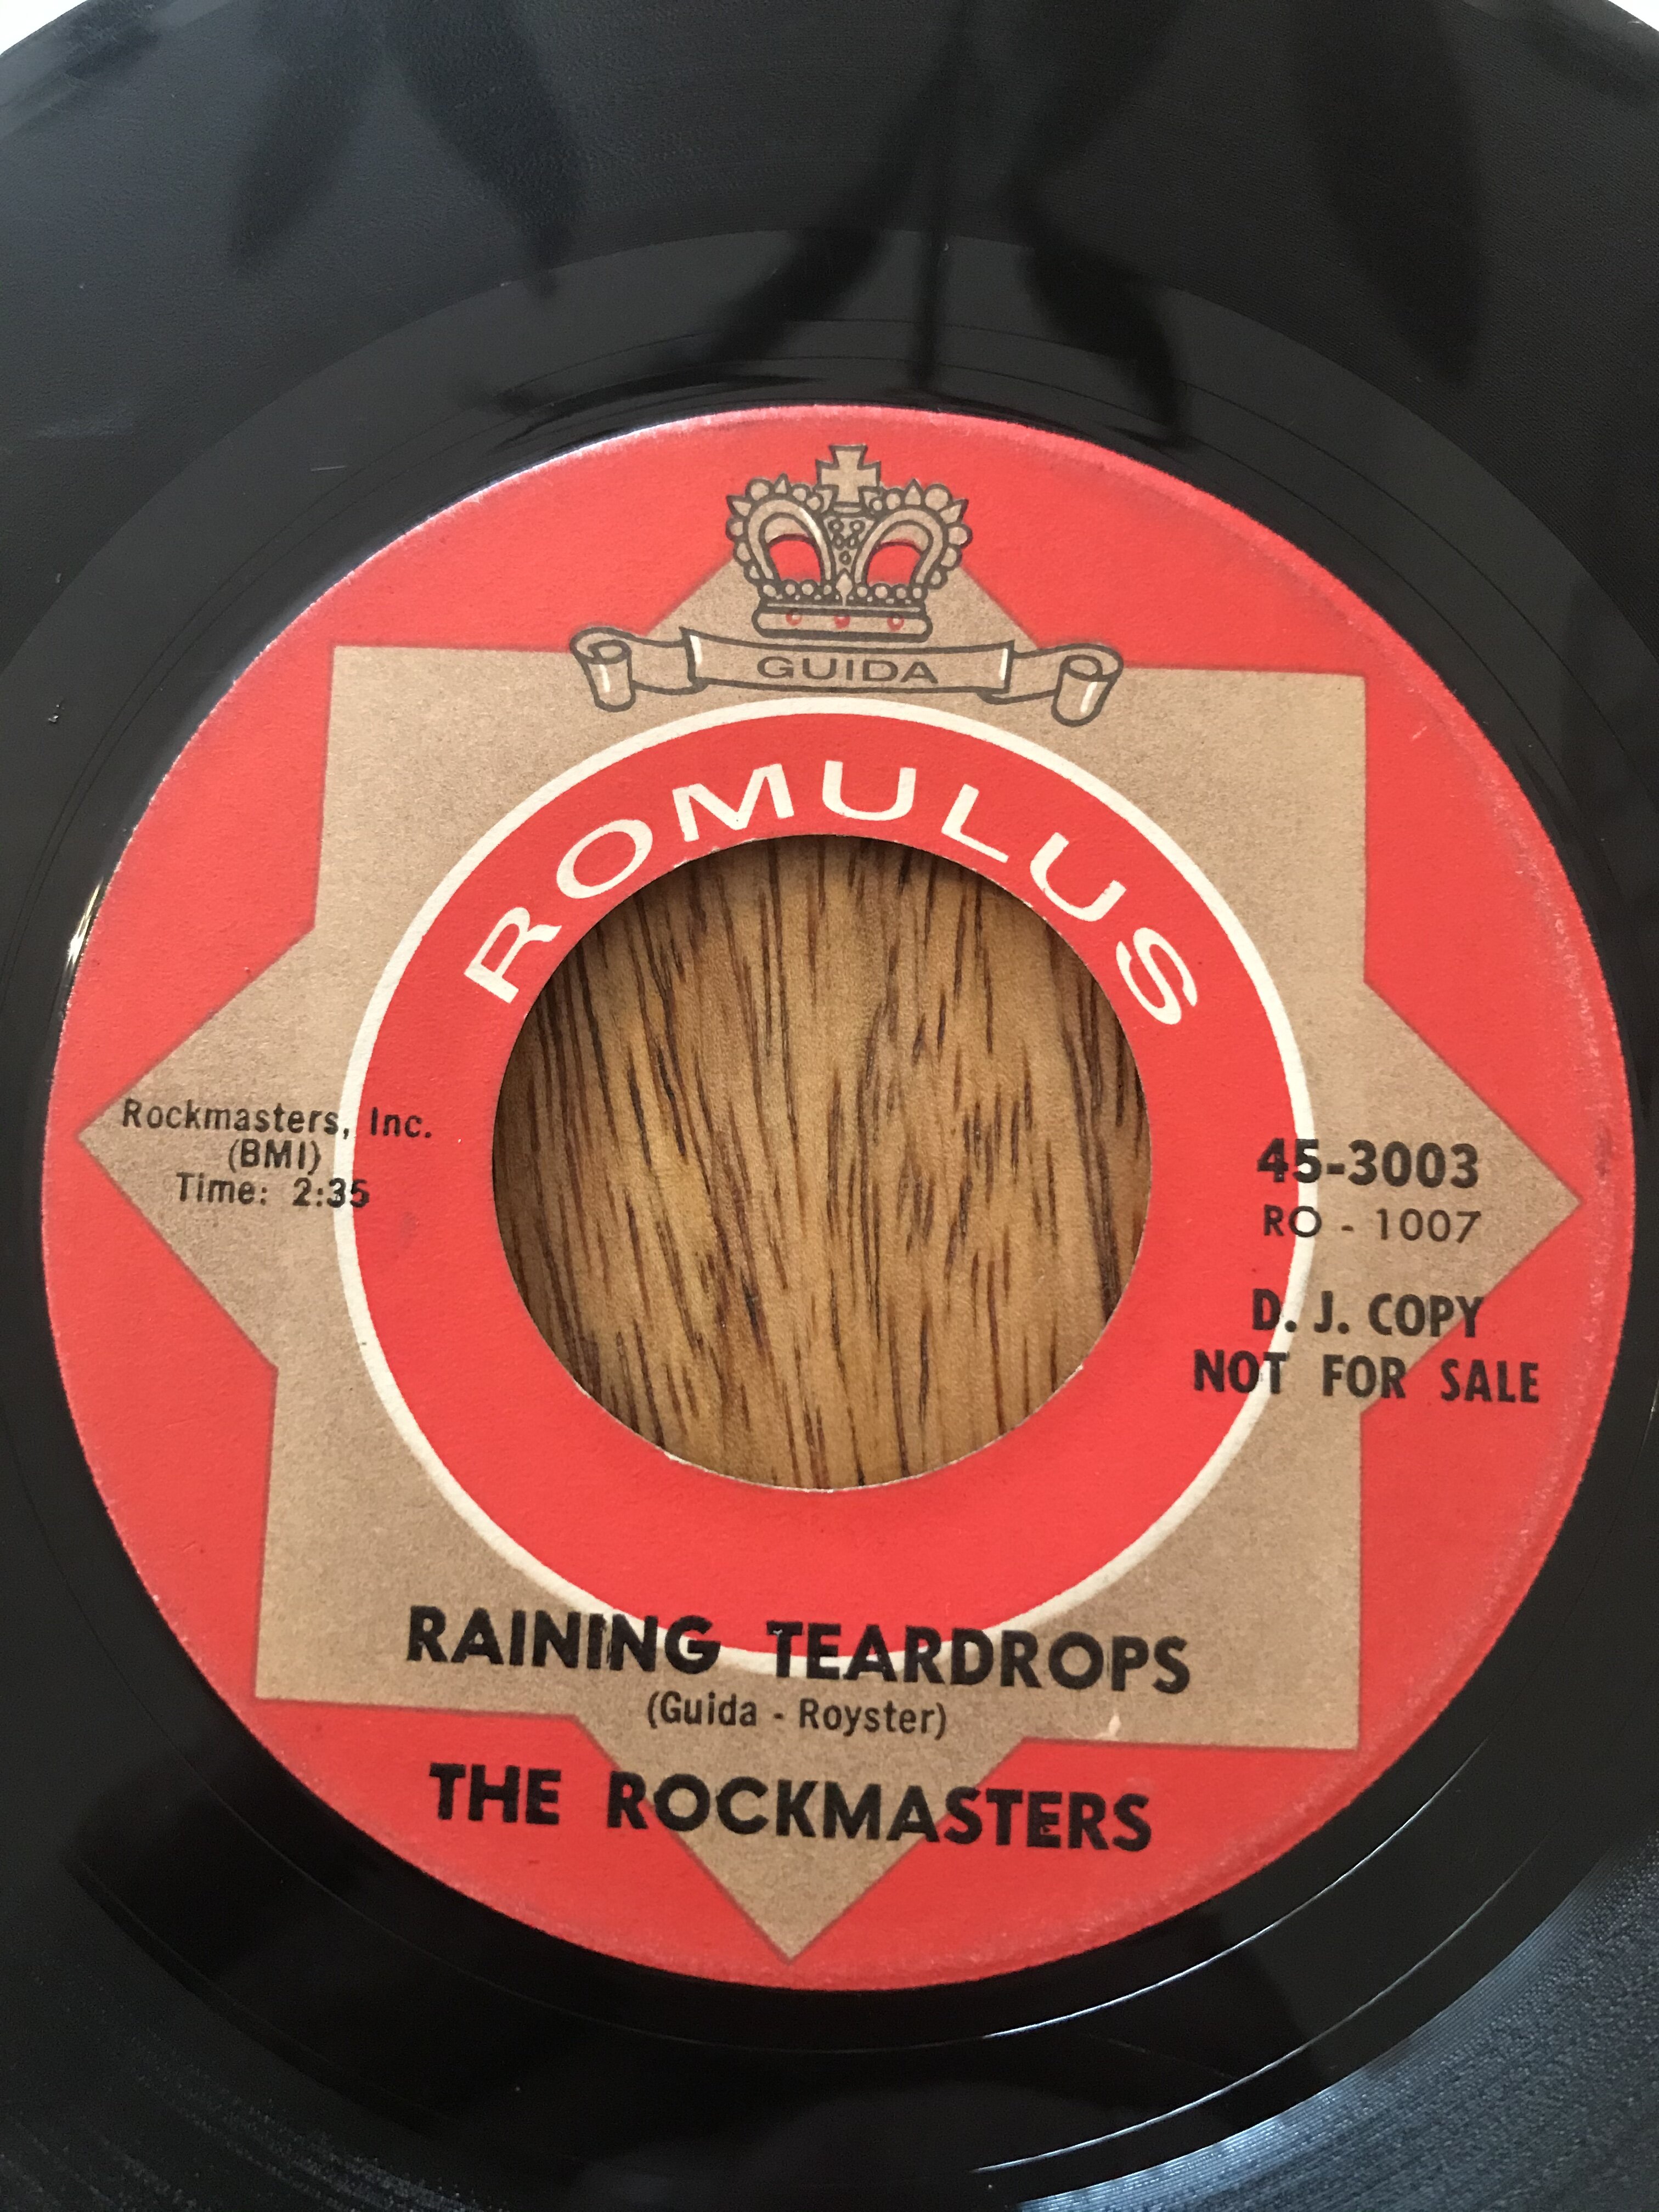 GUIDA
ROMULUS
Rockmasters, Inc.
(BMI)
Time: 2:35
45-3003
RO - 1007
D. J. COPY
NOT FOR SALE
RAINING TEARDROPS
(Guida - Royster)
THE ROCKMASTERS